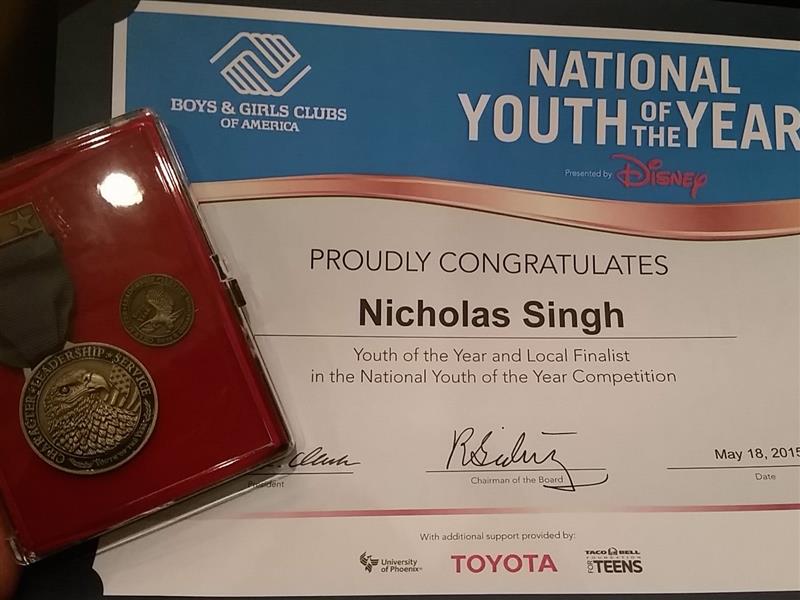 BOYS & GIRLS CLUBS
OF AMERICA
NATIONAL
YOUTH OF THE YEAR
Presented by Disney
PROUDLY CONGRATULATES
Nicholas Singh
Youth of the Year and Local Finalist
in the National Youth of the Year Competition
CHARACTER LEADERSHIP SERVICE
President
Chairman of the Board
May 18, 2015
Date
With additional support provided by:
University
of Phoenix®
TOYOTA
TACO BELL
FOUNDATION
FOR TEENS